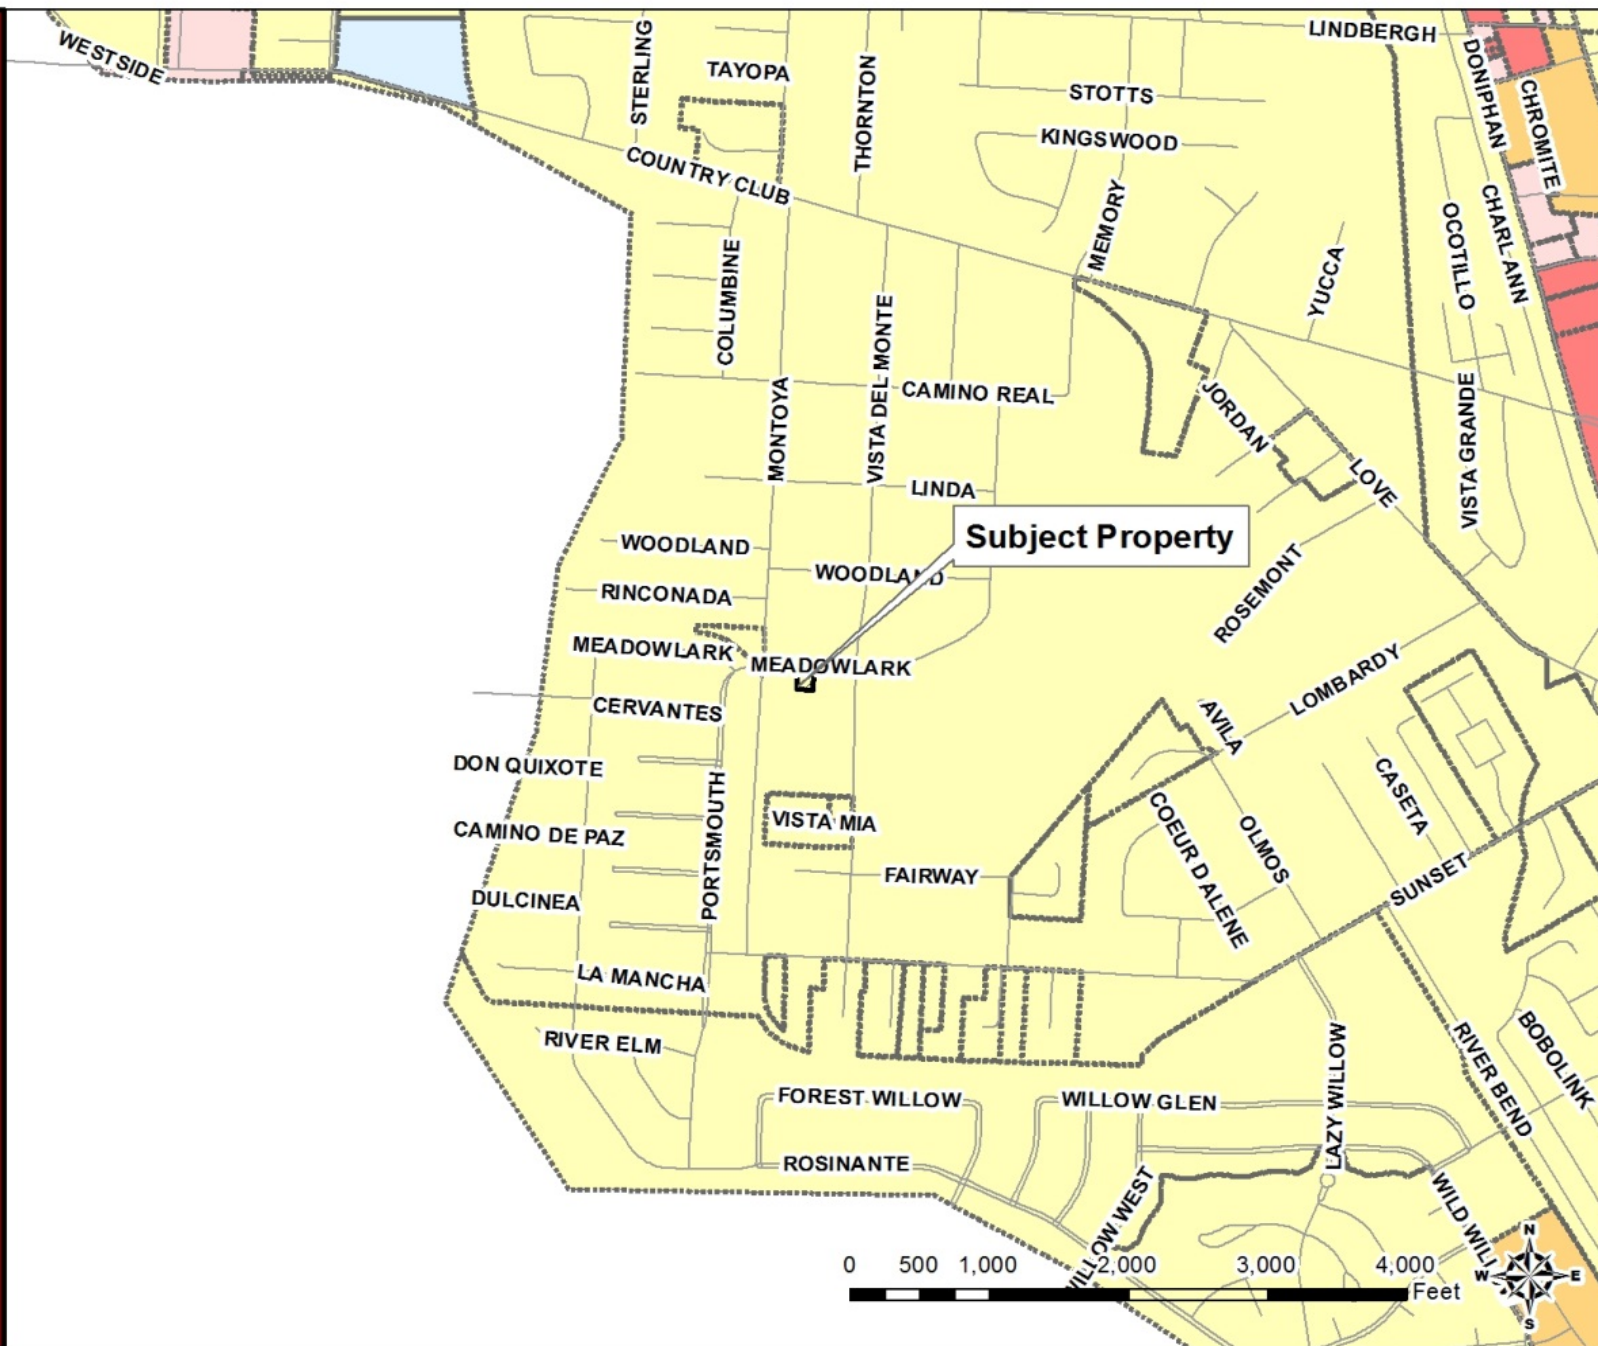 LINDBERGH
WESTSIDE
STERLING
TAYOPA
THORNTON
STOTTS
KINGSWOOD
DONIPHAN
CHROMITE
COUNTRY CLUB
MEMORY
OCOTILLO
CHARL ANN
COLUMBINE
YUCCA
MONTOYA
VISTA DEL MONTE
CAMINO REAL
JORDAN
LOVE
VISTA GRANDE
LINDA
Subject Property
WOODLAND
WOODLAND
RINCONADA
ROSEMONT
MEADOWLARK
MEADOWLARK
CERVANTES
LOMBARDY
AVILA
DON QUIXOTE
PORTSMOUTH
CASETA
VISTA MIA
CAMINO DE PAZ
COEUR D ALENE
OLMOS
FAIRWAY
SUNSET
DULCINEA
LA MANCHA
RIVER ELM
RIVER BEND
BOBOLINK
FOREST WILLOW
WILLOW GLEN
LAZY WILLOW
ROSINANTE
WILLOW WEST
WILD WIL
0 500 1,000 2,000 3,000 4,000
Feet
N
W E
S